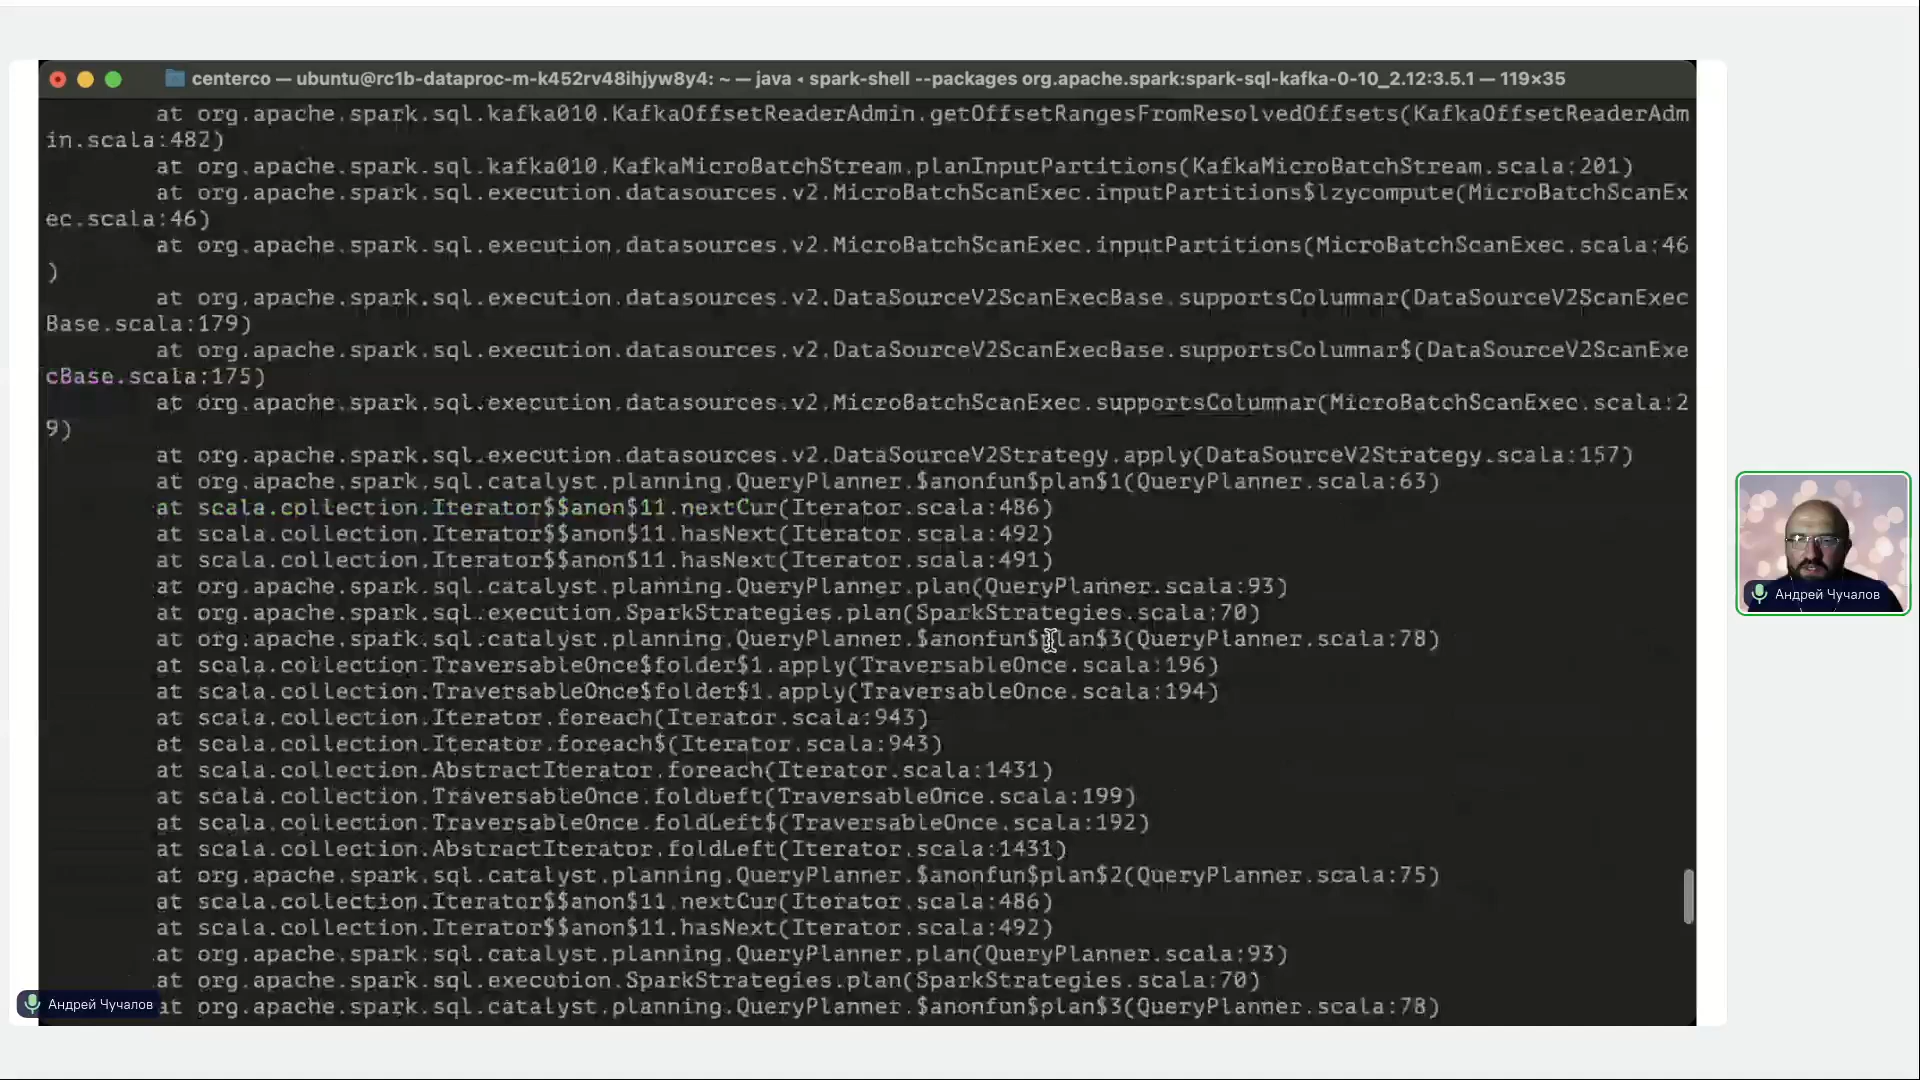 centerco — ubuntu@rc1b-dataproc-m-k452rv48ihjyw8y4: ~ — java ◂ spark-shell --packages org.apache.spark:spark-sql-kafka-0-10_2.12:3.5.1 — 119×35
at org.apache.spark.sql.kafka010.KafkaOffsetReaderAdmin.getOffsetRangesFromResolvedOffsets(KafkaOffsetReaderAdm
in.scala:482)
at org.apache.spark.sql.kafka010.KafkaMicroBatchStream.planInputPartitions(KafkaMicroBatchStream.scala:201)
at org.apache.spark.sql.execution.datasources.v2.MicroBatchScanExec.inputPartitions$lzycompute(MicroBatchScanEx
ec.scala:46)
at org.apache.spark.sql.execution.datasources.v2.MicroBatchScanExec.inputPartitions(MicroBatchScanExec.scala:46
)
at org.apache.spark.sql.execution.datasources.v2.DataSourceV2ScanExecBase.supportsColumnar(DataSourceV2ScanExec
Base.scala:179)
at org.apache.spark.sql.execution.datasources.v2.DataSourceV2ScanExecBase.supportsColumnar$(DataSourceV2ScanExe
cBase.scala:175)
at org.apache.spark.sql.execution.datasources.v2.MicroBatchScanExec.supportsColumnar(MicroBatchScanExec.scala:2
9)
at org.apache.spark.sql.execution.datasources.v2.DataSourceV2Strategy.apply(DataSourceV2Strategy.scala:157)
at org.apache.spark.sql.catalyst.planning.QueryPlanner.$anonfun$plan$1(QueryPlanner.scala:63)
at scala.collection.Iterator$$anon$11.nextCur(Iterator.scala:486)
at scala.collection.Iterator$$anon$11.hasNext(Iterator.scala:492)
at scala.collection.Iterator$$anon$11.hasNext(Iterator.scala:491)
at org.apache.spark.sql.catalyst.planning.QueryPlanner.plan(QueryPlanner.scala:93)
at org.apache.spark.sql.execution.SparkStrategies.plan(SparkStrategies.scala:70)
at org.apache.spark.sql.catalyst.planning.QueryPlanner.$anonfun$plan$3(QueryPlanner.scala:78)
at scala.collection.TraversableOnce$folder$1.apply(TraversableOnce.scala:196)
at scala.collection.TraversableOnce$folder$1.apply(TraversableOnce.scala:194)
at scala.collection.Iterator.foreach(Iterator.scala:943)
at scala.collection.Iterator.foreach$(Iterator.scala:943)
at scala.collection.AbstractIterator.foreach(Iterator.scala:1431)
at scala.collection.TraversableOnce.foldLeft(TraversableOnce.scala:199)
at scala.collection.TraversableOnce.foldLeft$(TraversableOnce.scala:192)
at scala.collection.AbstractIterator.foldLeft(Iterator.scala:1431)
at org.apache.spark.sql.catalyst.planning.QueryPlanner.$anonfun$plan$2(QueryPlanner.scala:75)
at scala.collection.Iterator$$anon$11.nextCur(Iterator.scala:486)
at scala.collection.Iterator$$anon$11.hasNext(Iterator.scala:492)
at org.apache.spark.sql.catalyst.planning.QueryPlanner.plan(QueryPlanner.scala:93)
at org.apache.spark.sql.execution.SparkStrategies.plan(SparkStrategies.scala:70)
at org.apache.spark.sql.catalyst.planning.QueryPlanner.$anonfun$plan$3(QueryPlanner.scala:78)
Андрей Чучалов
Андрей Чучалов